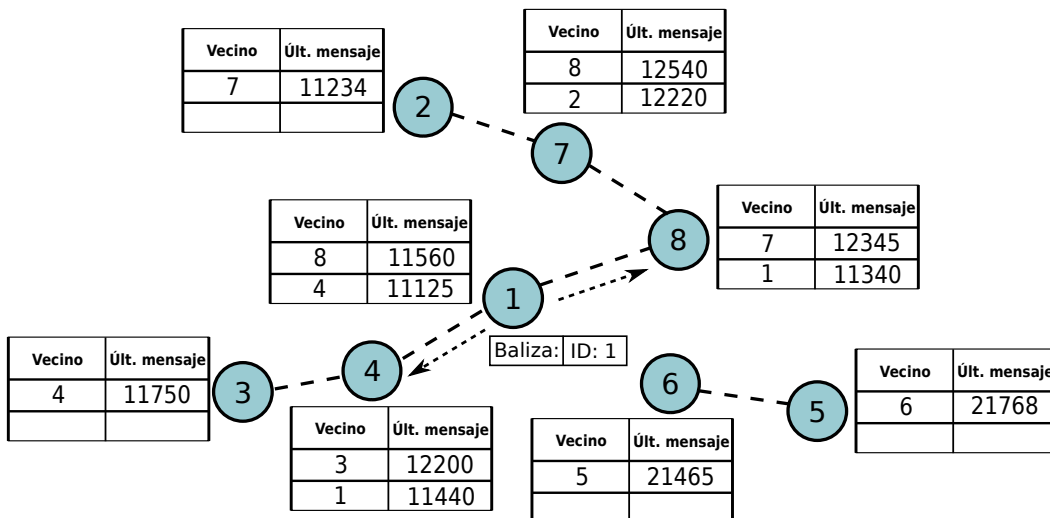 Vecino Últ. mensaje
8 12540
2 12220
Vecino Últ. mensaje
7 11234
2
7
Vecino Últ. mensaje
7 12345
1 11340
Vecino Últ. mensaje
8 11560
4 11125
8
1
Baliza: ID: 1
Vecino Últ. mensaje
4 11750
3
4
6
5
Vecino Últ. mensaje
6 21768
Vecino Últ. mensaje
3 12200
1 11440
Vecino Últ. mensaje
5 21465